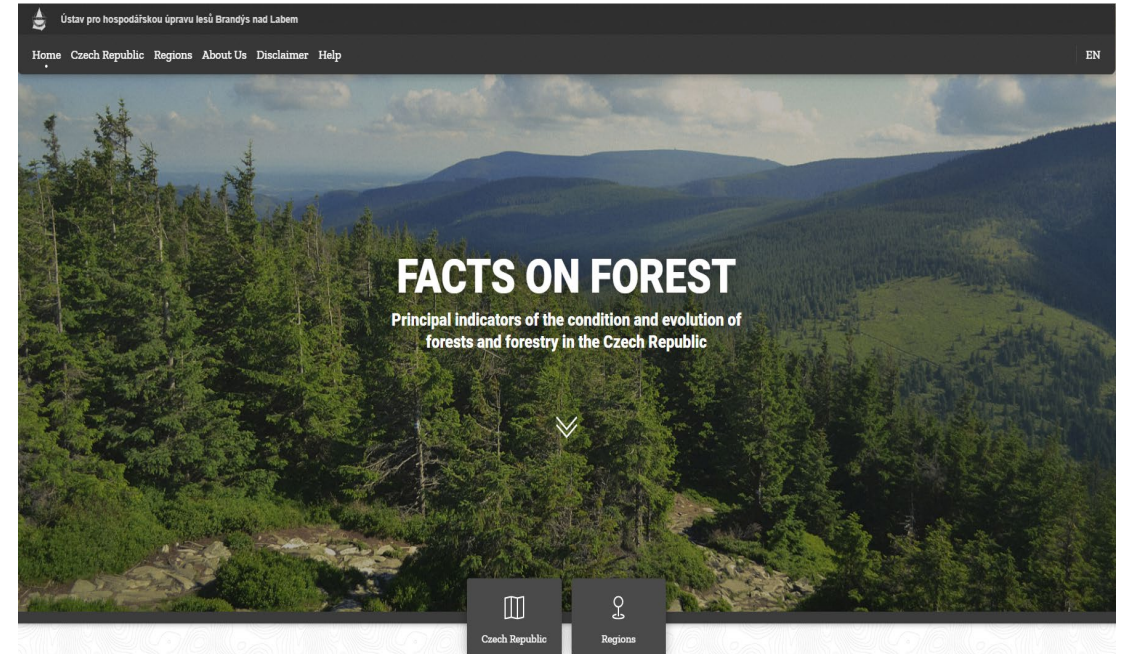 Ústav pro hospodářskou úpravu lesů Brandýs nad Labem
Home Czech Republic Regions About Us Disclaimer Help EN
FACTS ON FOREST
Principal indicators of the condition and evolution of
forests and forestry in the Czech Republic
Czech Republic Regions